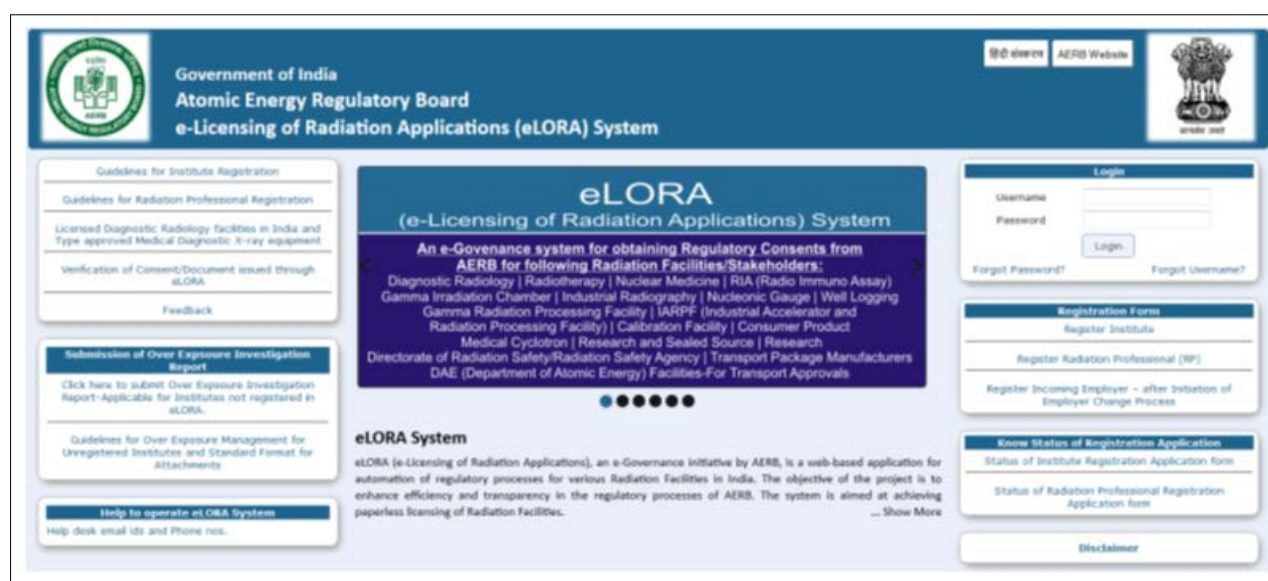 Government of India
Atomic Energy Regulatory Board
e-Licensing of Radiation Applications (eLORA) System
हिंदी संस्करण
AERB Website
AERB
सत्यमेव जयते
Guidelines for Institute Registration
Guidelines for Radiation Professional Registration
Licensed Diagnostic Radiology facilities in India and
Type approved Medical Diagnostic X-ray equipment
Verification of Consent/Document issued through
eLORA
Feedback
Submission of Over Expsoure Investigation
Report
Click here to submit Over Exposure Investigation
Report-Applicable for Institutes not registered in
eLORA.
Guidelines for Over Exposure Management for
Unregistered Institutes and Standard Format for
Attachments
Help to operate eLORA System
Help desk email ids and Phone nos.
eLORA
(e-Licensing of Radiation Applications) System
An e-Govenance system for obtaining Regulatory Consents from
AERB for following Radiation Facilities/Stakeholders:
Diagnostic Radiology | Radiotherapy | Nuclear Medicine | RIA (Radio Immuno Assay)
Gamma Irradiation Chamber | Industrial Radiography | Nucleonic Gauge | Well Logging
Gamma Radiation Processing Facility | IARPF (Industrial Accelerator and
Radiation Processing Facility) | Calibration Facility | Consumer Product
Medical Cyclotron | Research and Sealed Source | Research
Directorate of Radiation Safety/Radiation Safety Agency | Transport Package Manufacturers
DAE (Department of Atomic Energy) Facilities-For Transport Approvals
eLORA System
eLORA (e-Licensing of Radiation Applications), an e-Governance initiative by AERB, is a web-based application for
automation of regulatory processes for various Radiation Facilities in India. The objective of the project is to
enhance efficiency and transparency in the regulatory processes of AERB. The system is aimed at achieving
paperless licensing of Radiation Facilities.
... Show More
Login
Username
Password
Login
Forgot Password?
Forgot Username?
Registration Form
Register Institute
Register Radiation Professional (RP)
Register Incoming Employer – after Initiation of
Employer Change Process
Know Status of Registration Application
Status of Institute Registration Application form
Status of Radiation Professional Registration
Application form
Disclaimer